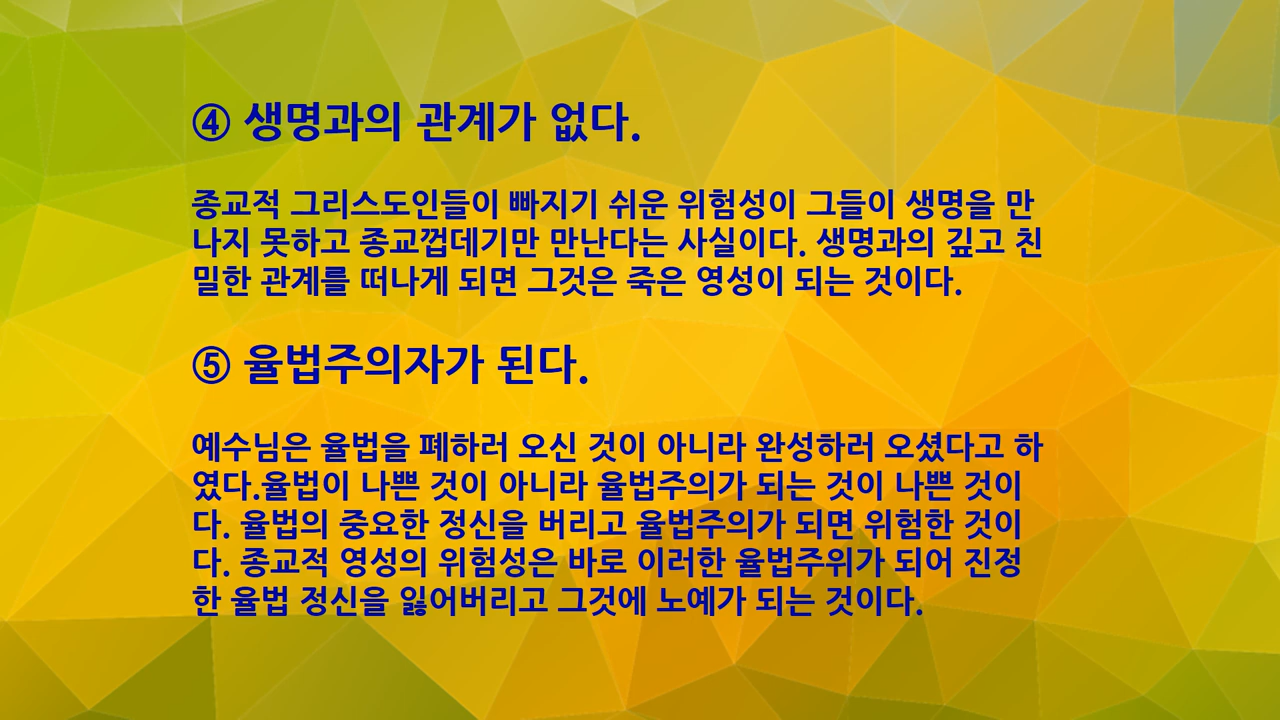 ④ 생명과의 관계가 없다.
종교적 그리스도인들이 빠지기 쉬운 위험성이 그들이 생명을 만
나지 못하고 종교껍데기만 만난다는 사실이다. 생명과의 깊고 친
밀한 관계를 떠나게 되면 그것은 죽은 영성이 되는 것이다.
⑤ 율법주의자가 된다.
예수님은 율법을 폐하러 오신 것이 아니라 완성하러 오셨다고 하
였다.율법이 나쁜 것이 아니라 율법주의가 되는 것이 나쁜 것이
다. 율법의 중요한 정신을 버리고 율법주의가 되면 위험한 것이
다. 종교적 영성의 위험성은 바로 이러한 율법주위가 되어 진정
한 율법 정신을 잃어버리고 그것에 노예가 되는 것이다.